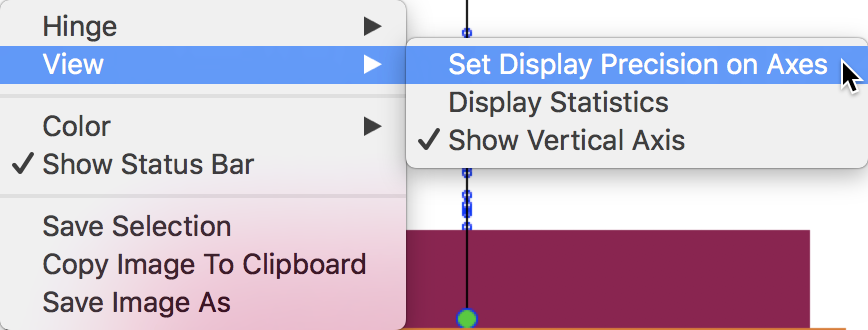 Hinge
View
Set Display Precision on Axes
Display Statistics
Show Vertical Axis
Color
Show Status Bar
Save Selection
Copy Image To Clipboard
Save Image As